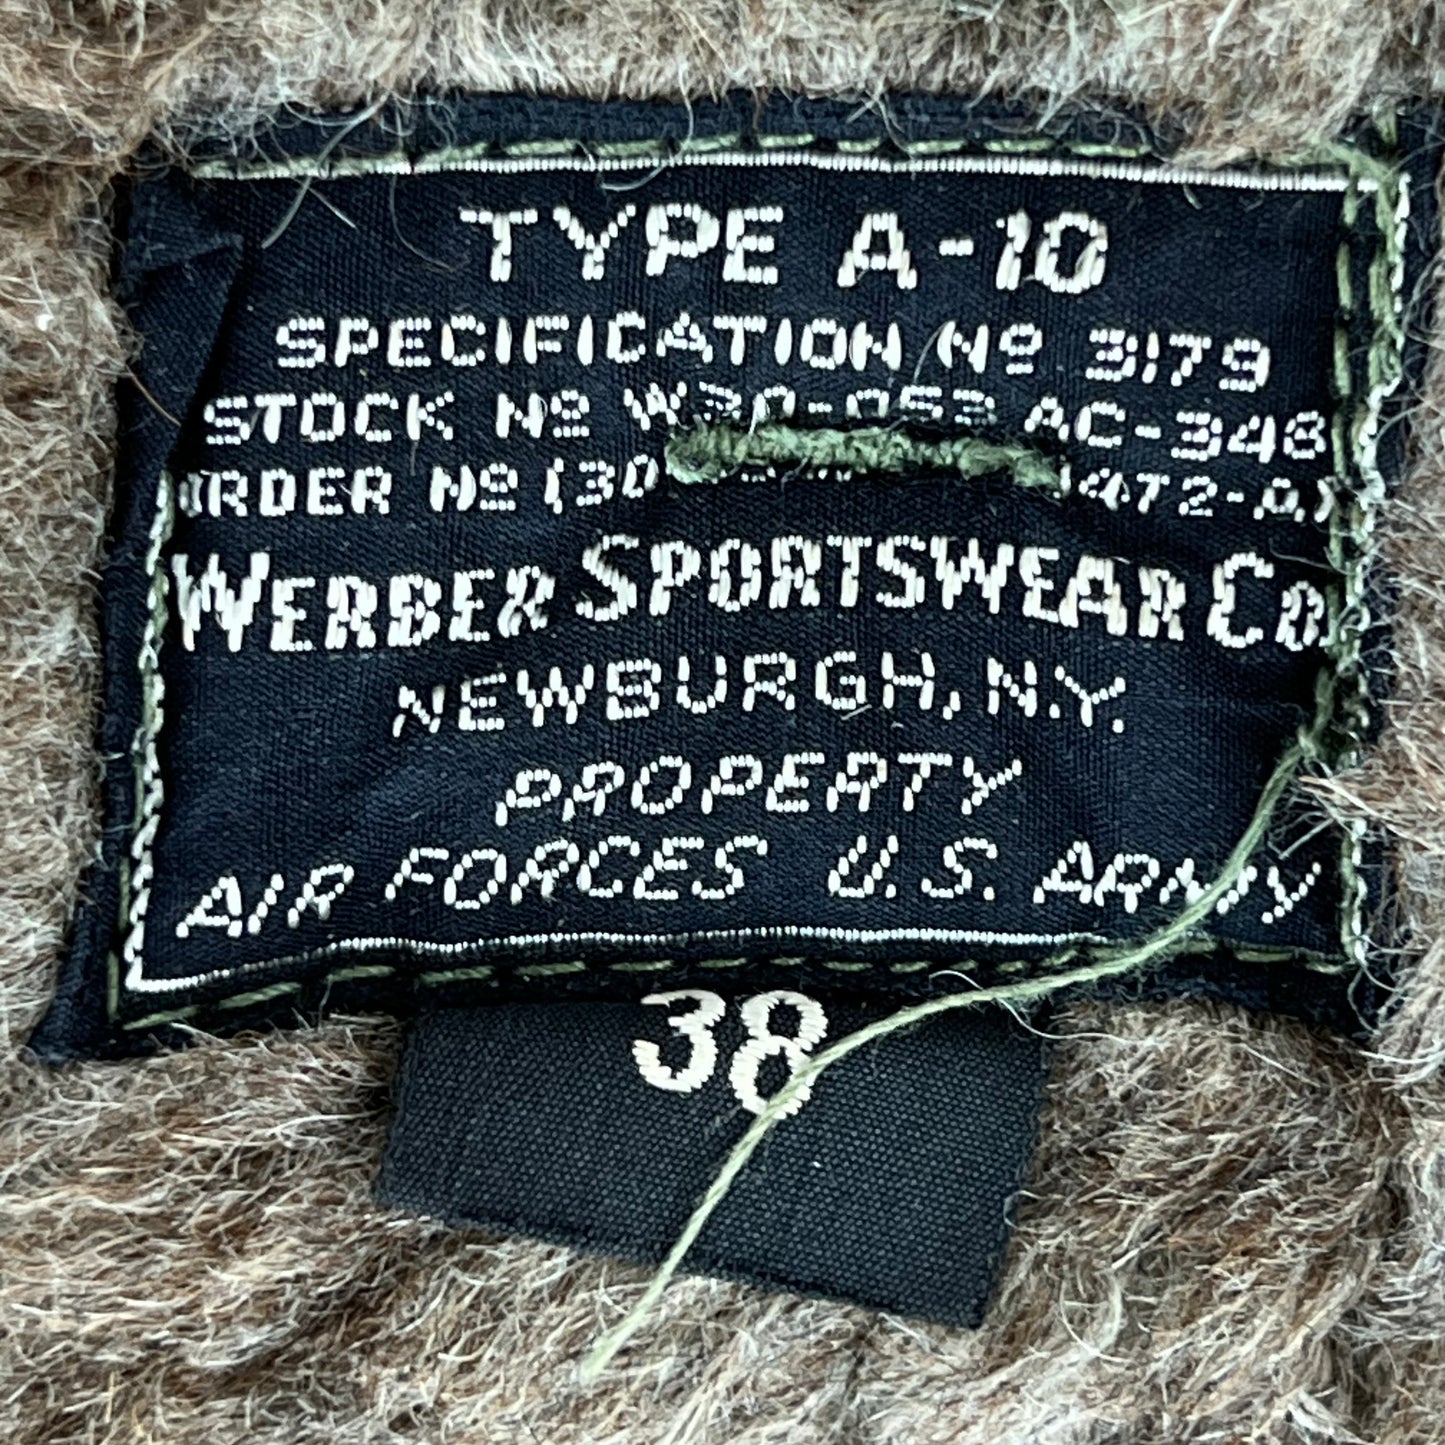 TYPE A-10
SPECIFICATION Nº 3179
STOCK Nº AC-348
ORDER Nº
WERBER SPORTSWEAR Co
NEWBURGH, N.Y.
PROPERTY
AIR FORCES U.S. ARMY
38